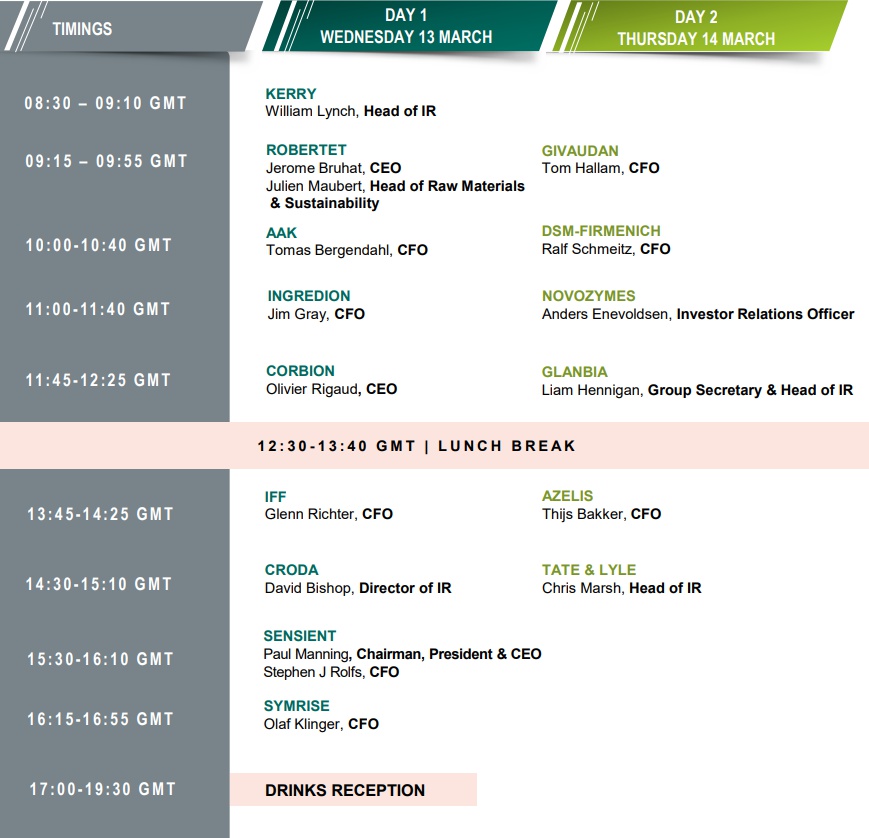 TIMINGS
DAY 1
WEDNESDAY 13 MARCH
DAY 2
THURSDAY 14 MARCH
08:30 – 09:10 GMT
KERRY
William Lynch, Head of IR
09:15 – 09:55 GMT
ROBERTET
Jerome Bruhat, CEO
Julien Maubert, Head of Raw Materials
& Sustainability
GIVAUDAN
Tom Hallam, CFO
10:00-10:40 GMT
AAK
Tomas Bergendahl, CFO
DSM-FIRMENICH
Ralf Schmeitz, CFO
11:00-11:40 GMT
INGREDION
Jim Gray, CFO
NOVOZYMES
Anders Enevoldsen, Investor Relations Officer
11:45-12:25 GMT
CORBION
Olivier Rigaud, CEO
GLANBIA
Liam Hennigan, Group Secretary & Head of IR
12:30-13:40 GMT | LUNCH BREAK
13:45-14:25 GMT
IFF
Glenn Richter, CFO
AZELIS
Thijs Bakker, CFO
14:30-15:10 GMT
CRODA
David Bishop, Director of IR
TATE & LYLE
Chris Marsh, Head of IR
15:30-16:10 GMT
SENSIENT
Paul Manning, Chairman, President & CEO
Stephen J Rolfs, CFO
16:15-16:55 GMT
SYMRISE
Olaf Klinger, CFO
17:00-19:30 GMT
DRINKS RECEPTION